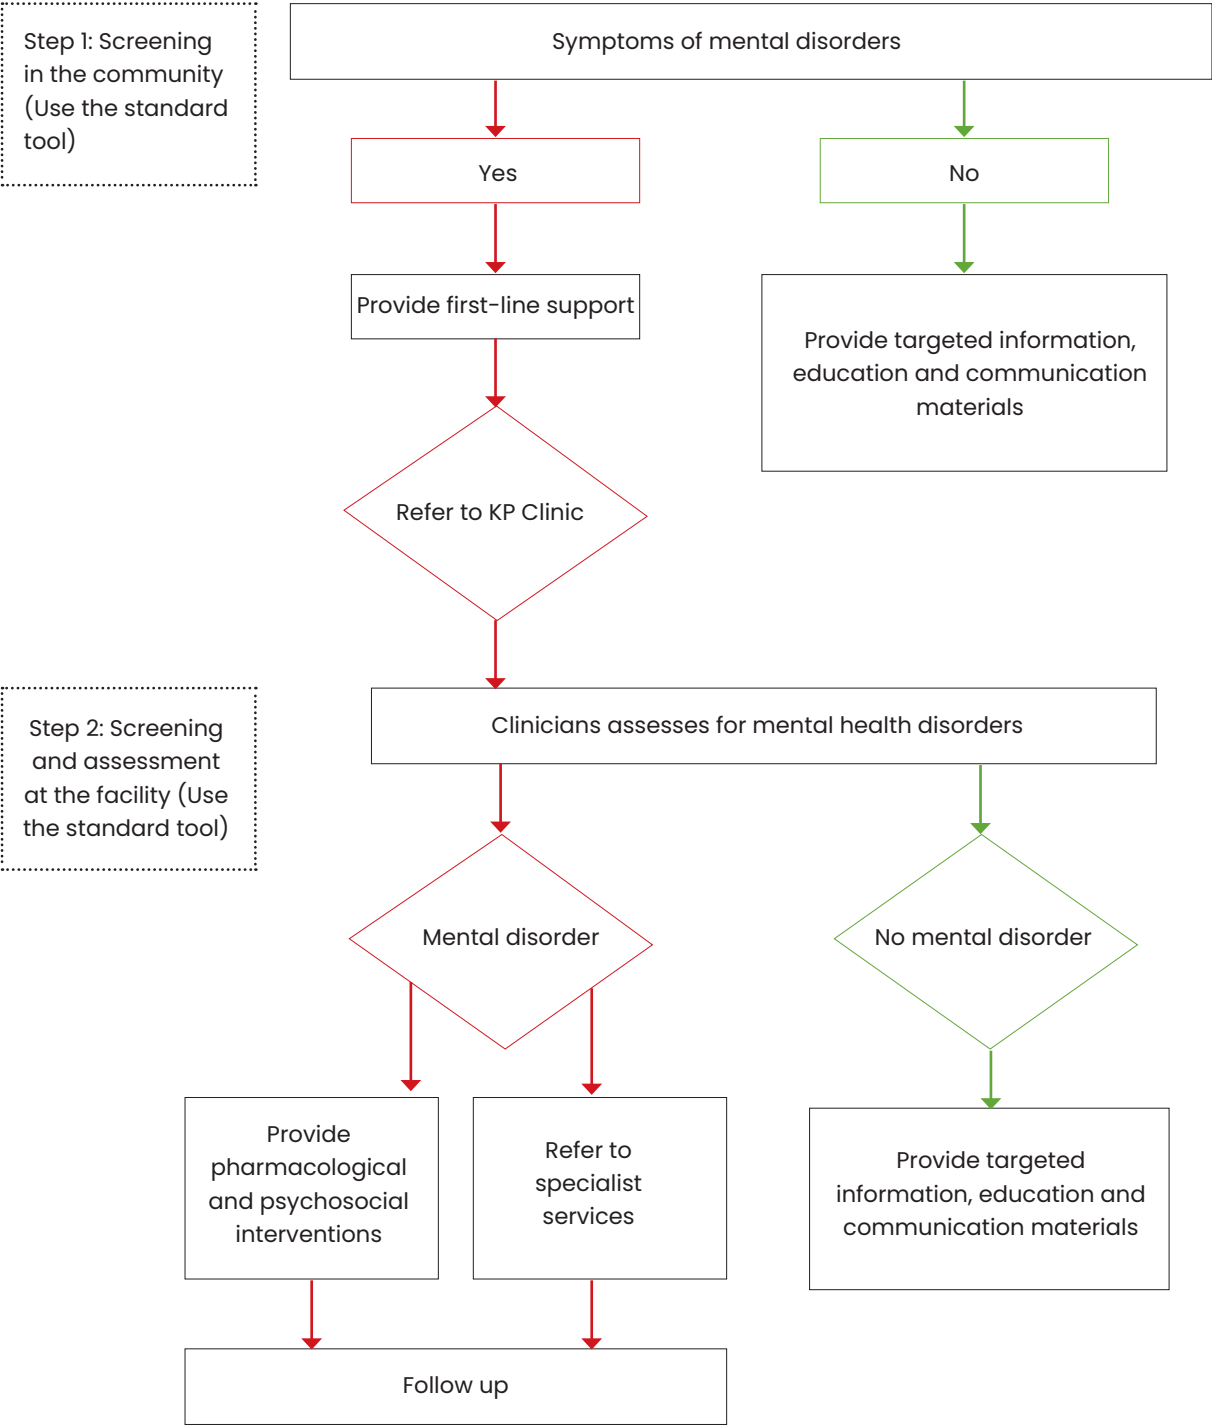 Step 1: Screening
in the community
(Use the standard
tool)
Symptoms of mental disorders
Yes
No
Provide first-line support
Provide targeted information,
education and communication
materials
Refer to KP Clinic
Step 2: Screening
and assessment
at the facility (Use
the standard tool)
Clinicians assesses for mental health disorders
Mental disorder
No mental disorder
Provide
pharmacological
and psychosocial
interventions
Refer to
specialist
services
Provide targeted
information, education and
communication materials
Follow up